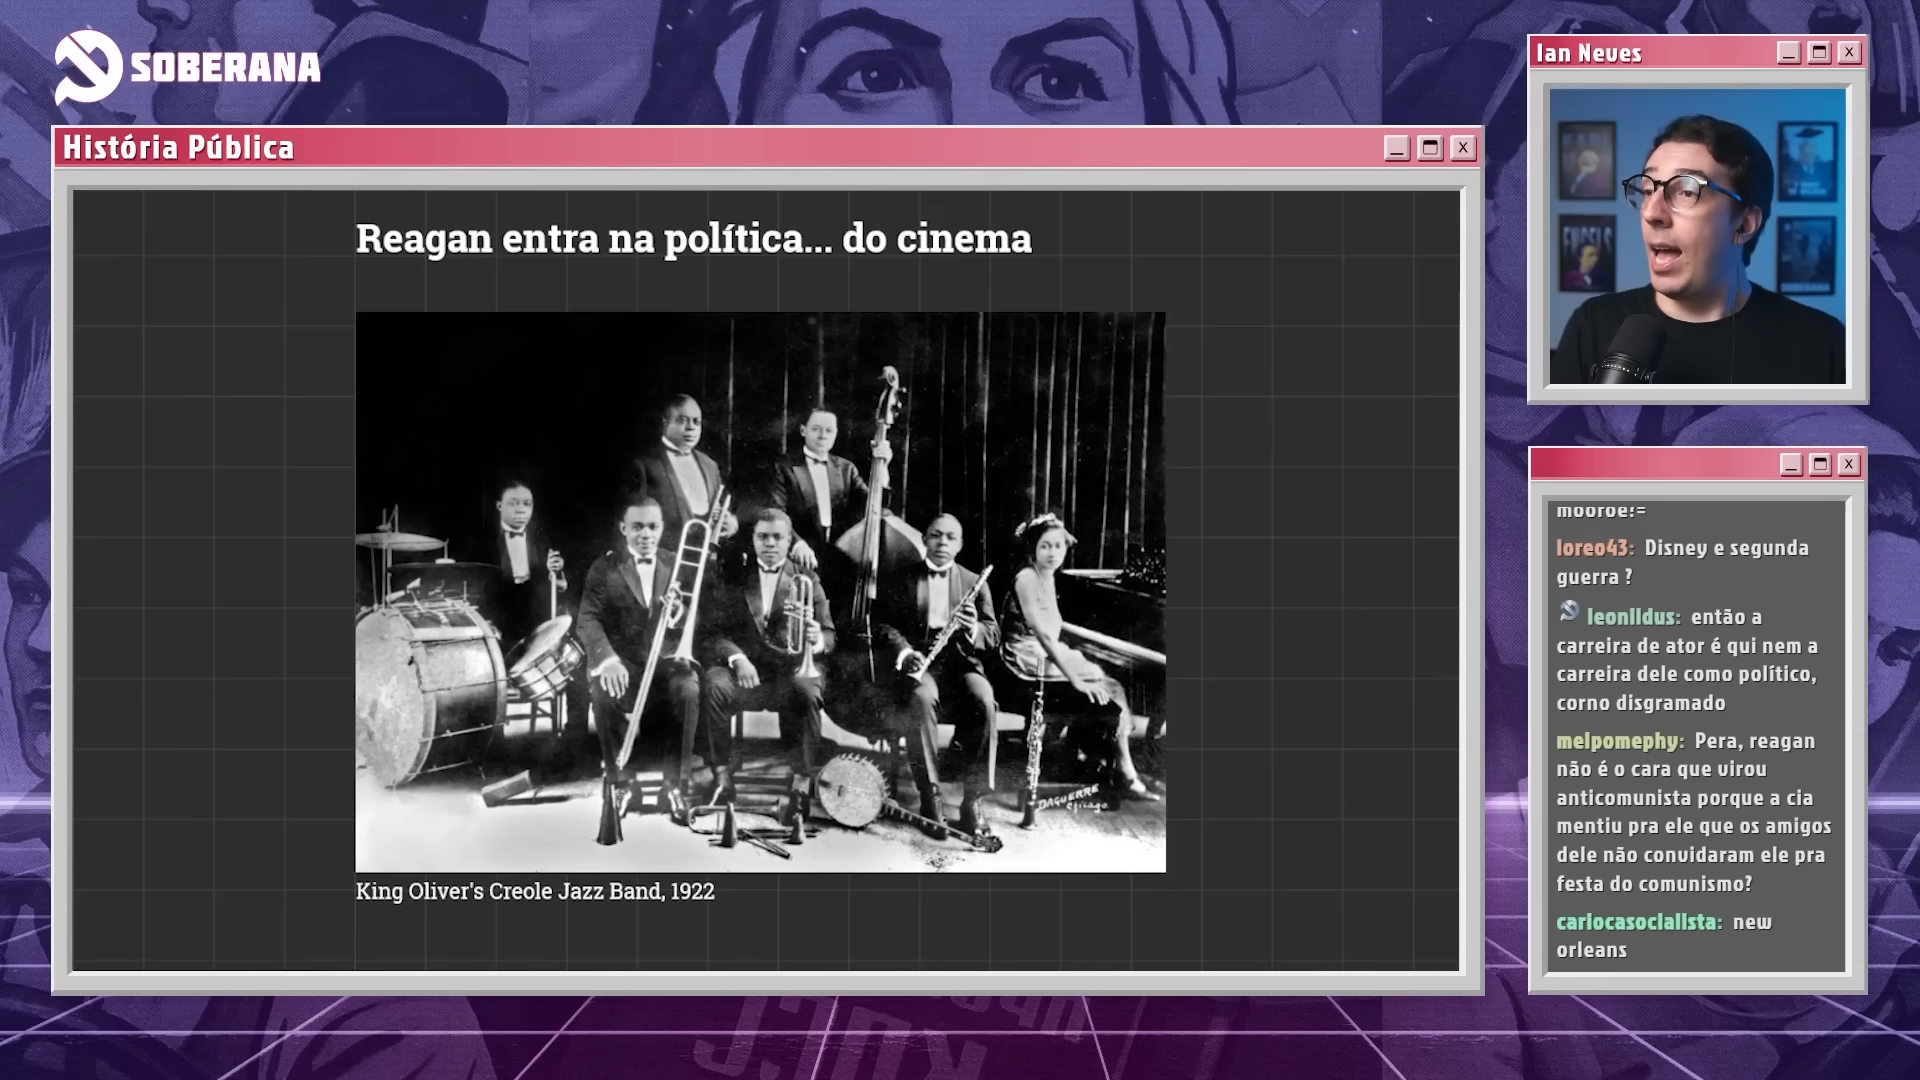 SOBERANA
História Pública
Reagan entra na política... do cinema
DAGUERRE
Chicago
King Oliver's Creole Jazz Band, 1922
Ian Neves
ENGELS
SOBERANA
loreo43: Disney e segunda
guerra ?
leonildus: então a
carreira de ator é qui nem a
carreira dele como político,
corno disgramado
melpomephy: Pera, reagan
não é o cara que virou
anticomunista porque a cia
mentiu pra ele que os amigos
dele não convidaram ele pra
festa do comunismo?
cariocasocialista: new
orleans